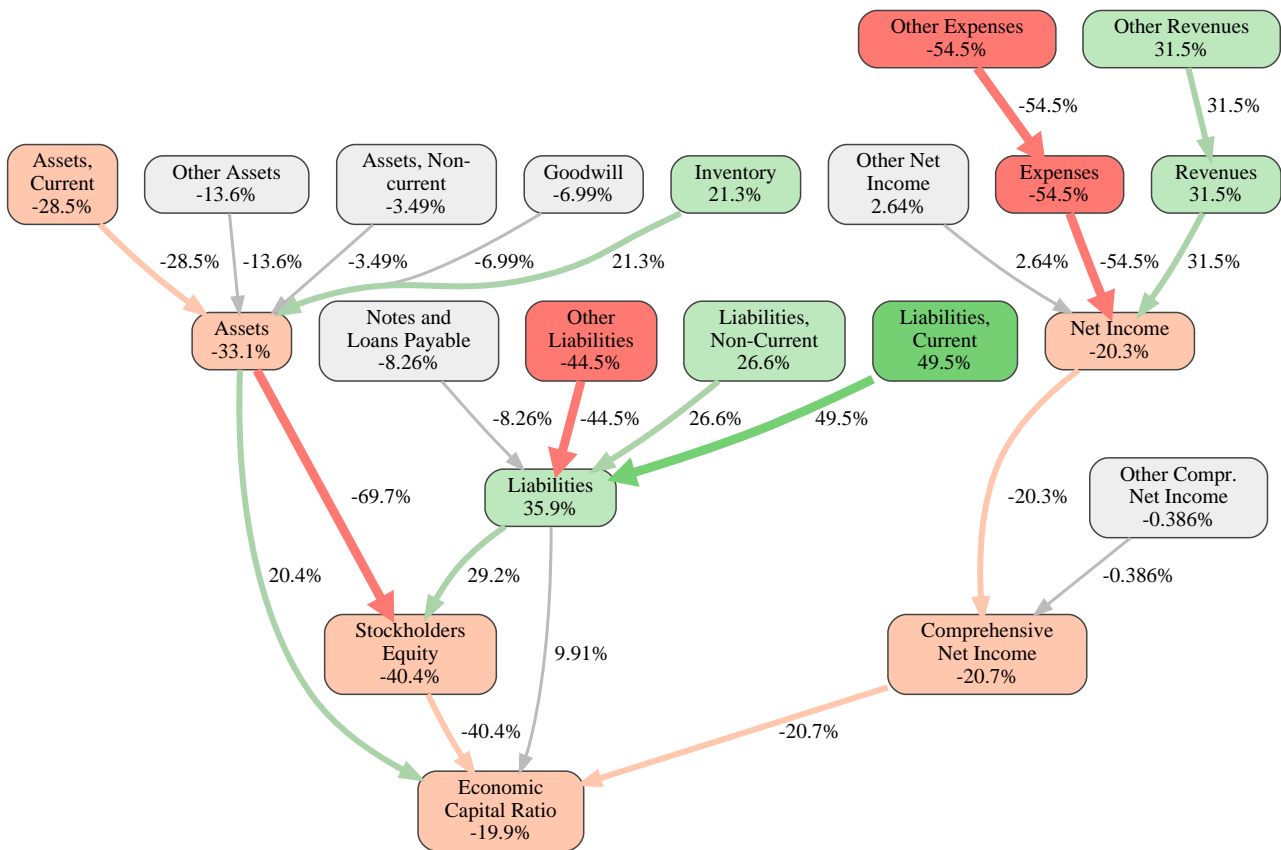 Other Expenses
-54.5%
Other Revenues
31.5%
-54.5%
31.5%
Assets,
Current
-28.5%
Other Assets
-13.6%
Assets, Non-
current
-3.49%
Goodwill
-6.99%
Inventory
21.3%
Other Net
Income
2.64%
Expenses
-54.5%
Revenues
31.5%
-28.5%
-13.6%
-3.49%
-6.99%
21.3%
2.64%
-54.5%
31.5%
Assets
-33.1%
Notes and
Loans Payable
-8.26%
Other
Liabilities
-44.5%
Liabilities,
Non-Current
26.6%
Liabilities,
Current
49.5%
Net Income
-20.3%
-8.26%
-44.5%
26.6%
49.5%
-69.7%
Liabilities
35.9%
-20.3%
Other Compr.
Net Income
-0.386%
20.4%
29.2%
-0.386%
Stockholders
Equity
-40.4%
9.91%
Comprehensive
Net Income
-20.7%
-40.4%
-20.7%
Economic
Capital Ratio
-19.9%